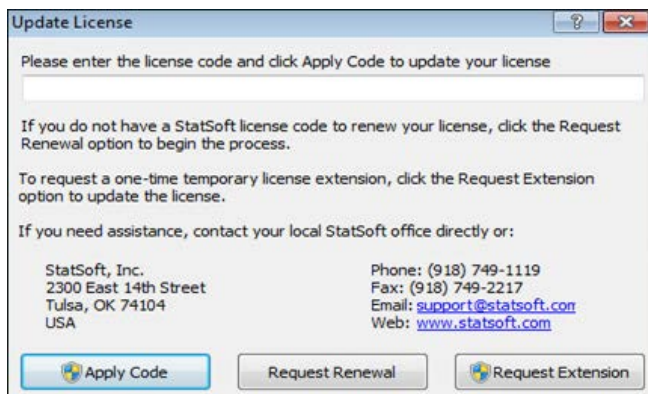 Update License
Please enter the license code and click Apply Code to update your license
If you do not have a StatSoft license code to renew your license, click the Request
Renewal option to begin the process.
To request a one-time temporary license extension, click the Request Extension
option to update the license.
If you need assistance, contact your local StatSoft office directly or:
StatSoft, Inc.
2300 East 14th Street
Tulsa, OK 74104
USA
Phone: (918) 749-1119
Fax: (918) 749-2217
Email: support@statsoft.com
Web: www.statsoft.com
Apply Code
Request Renewal
Request Extension